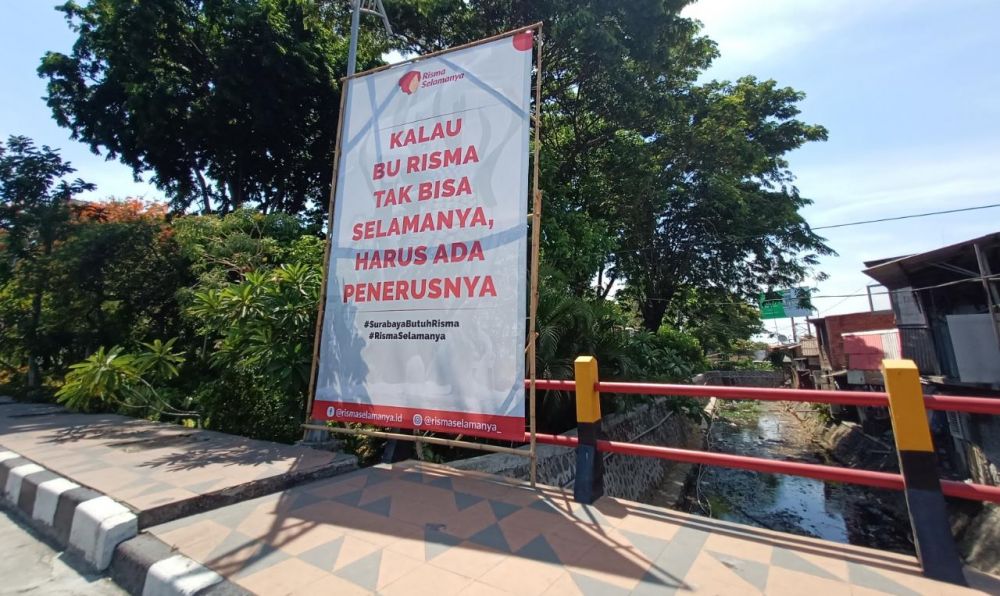 Risma
Selamanya
KALAU
BU RISMA
TAK BISA
SELAMANYA,
HARUS ADA
PENERUSNYA
#SurabayaButuhRisma
#RismaSelamanya
@rismaselamanya.id
@rismaselamanya_